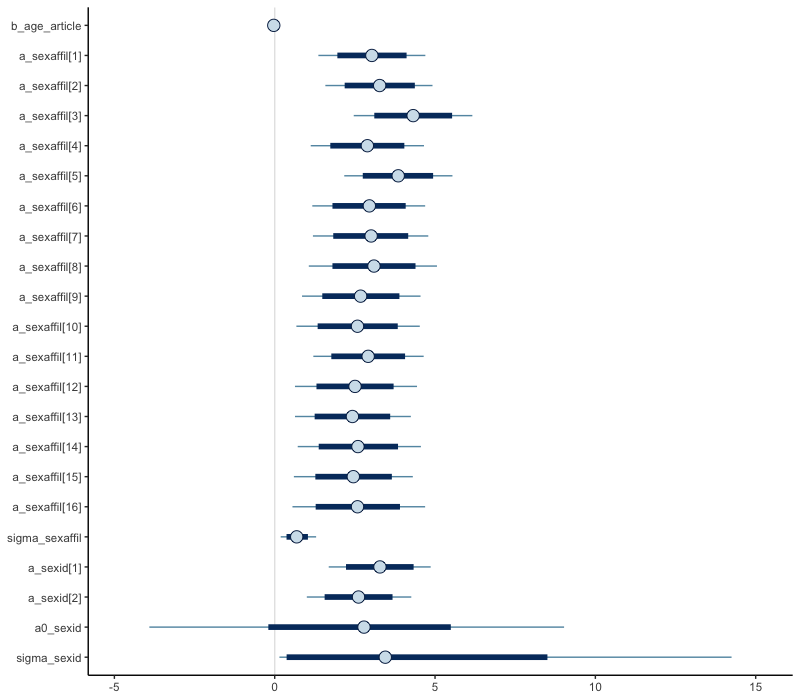 b_age_article
a_sexaffil[1]
a_sexaffil[2]
a_sexaffil[3]
a_sexaffil[4]
a_sexaffil[5]
a_sexaffil[6]
a_sexaffil[7]
a_sexaffil[8]
a_sexaffil[9]
a_sexaffil[10]
a_sexaffil[11]
a_sexaffil[12]
a_sexaffil[13]
a_sexaffil[14]
a_sexaffil[15]
a_sexaffil[16]
sigma_sexaffil
a_sexid[1]
a_sexid[2]
a0_sexid
sigma_sexid
-5 0 5 10 15